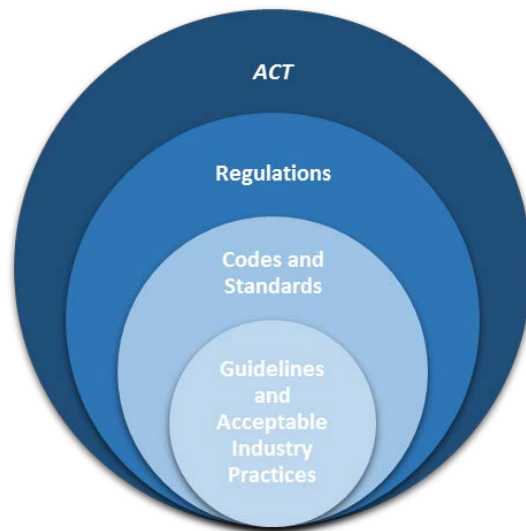 ACT
Regulations
Codes and
Standards
Guidelines
and
Acceptable
Industry
Practices